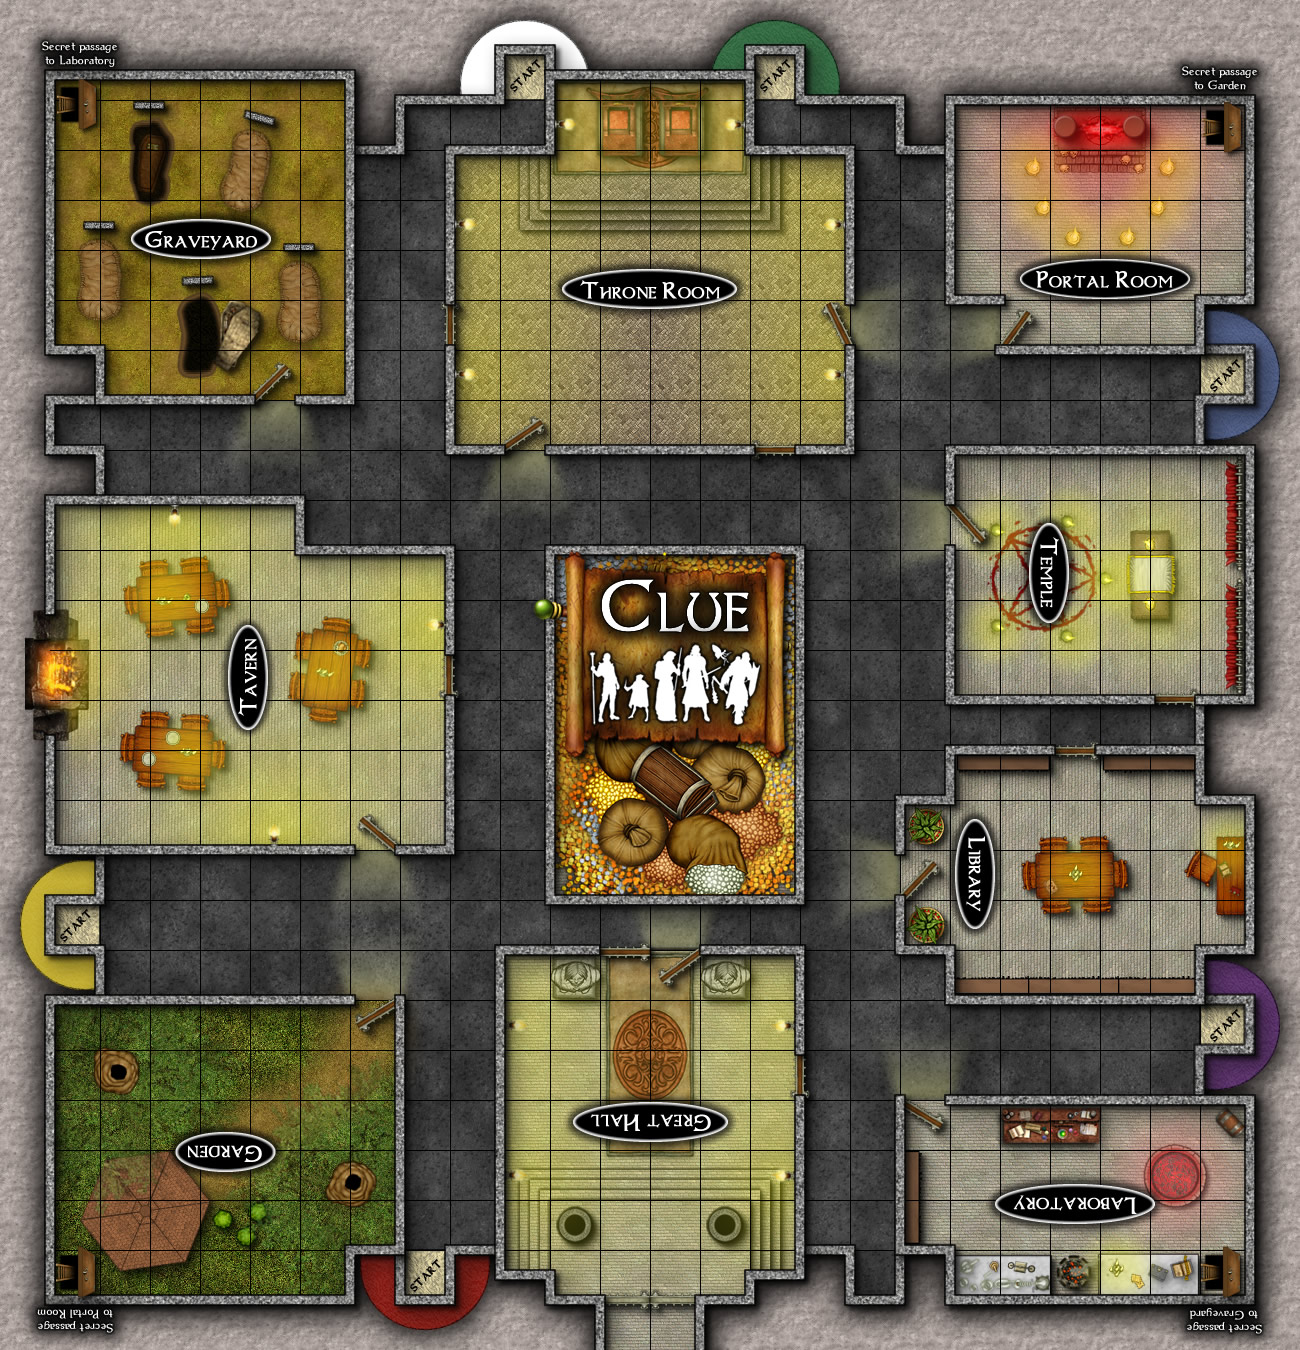 Secret passage
to Laboratory
START
START
Secret passage
to Garden
GRAVEYARD
THRONE ROOM
PORTAL ROOM
START
CLUE
TEMPLE
TAVERN
LIBRARY
START
START
GREAT HALL
GARDEN
LABORATORY
START
Secret passage
to Portal Room
Secret passage
to Graveyard